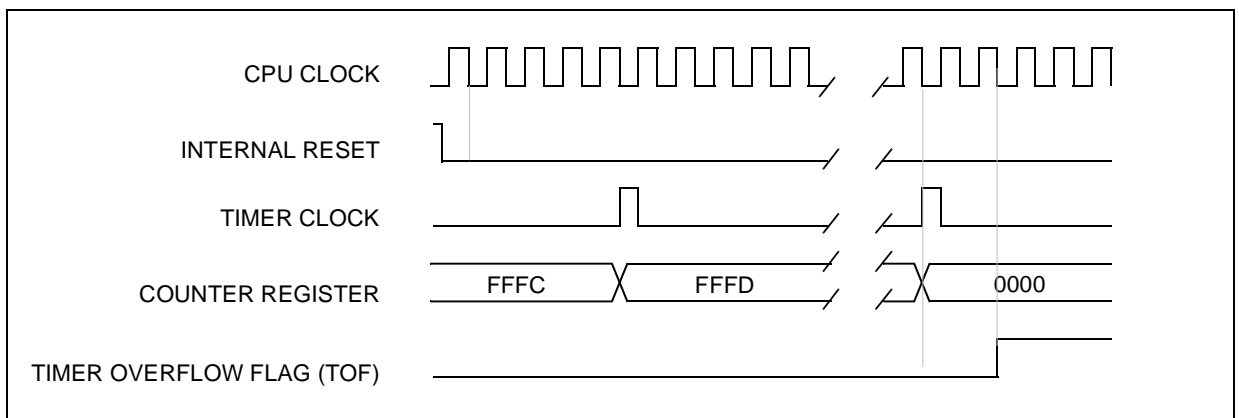 CPU CLOCK
INTERNAL RESET
TIMER CLOCK
COUNTER REGISTER
FFFC
FFFD
0000
TIMER OVERFLOW FLAG (TOF)